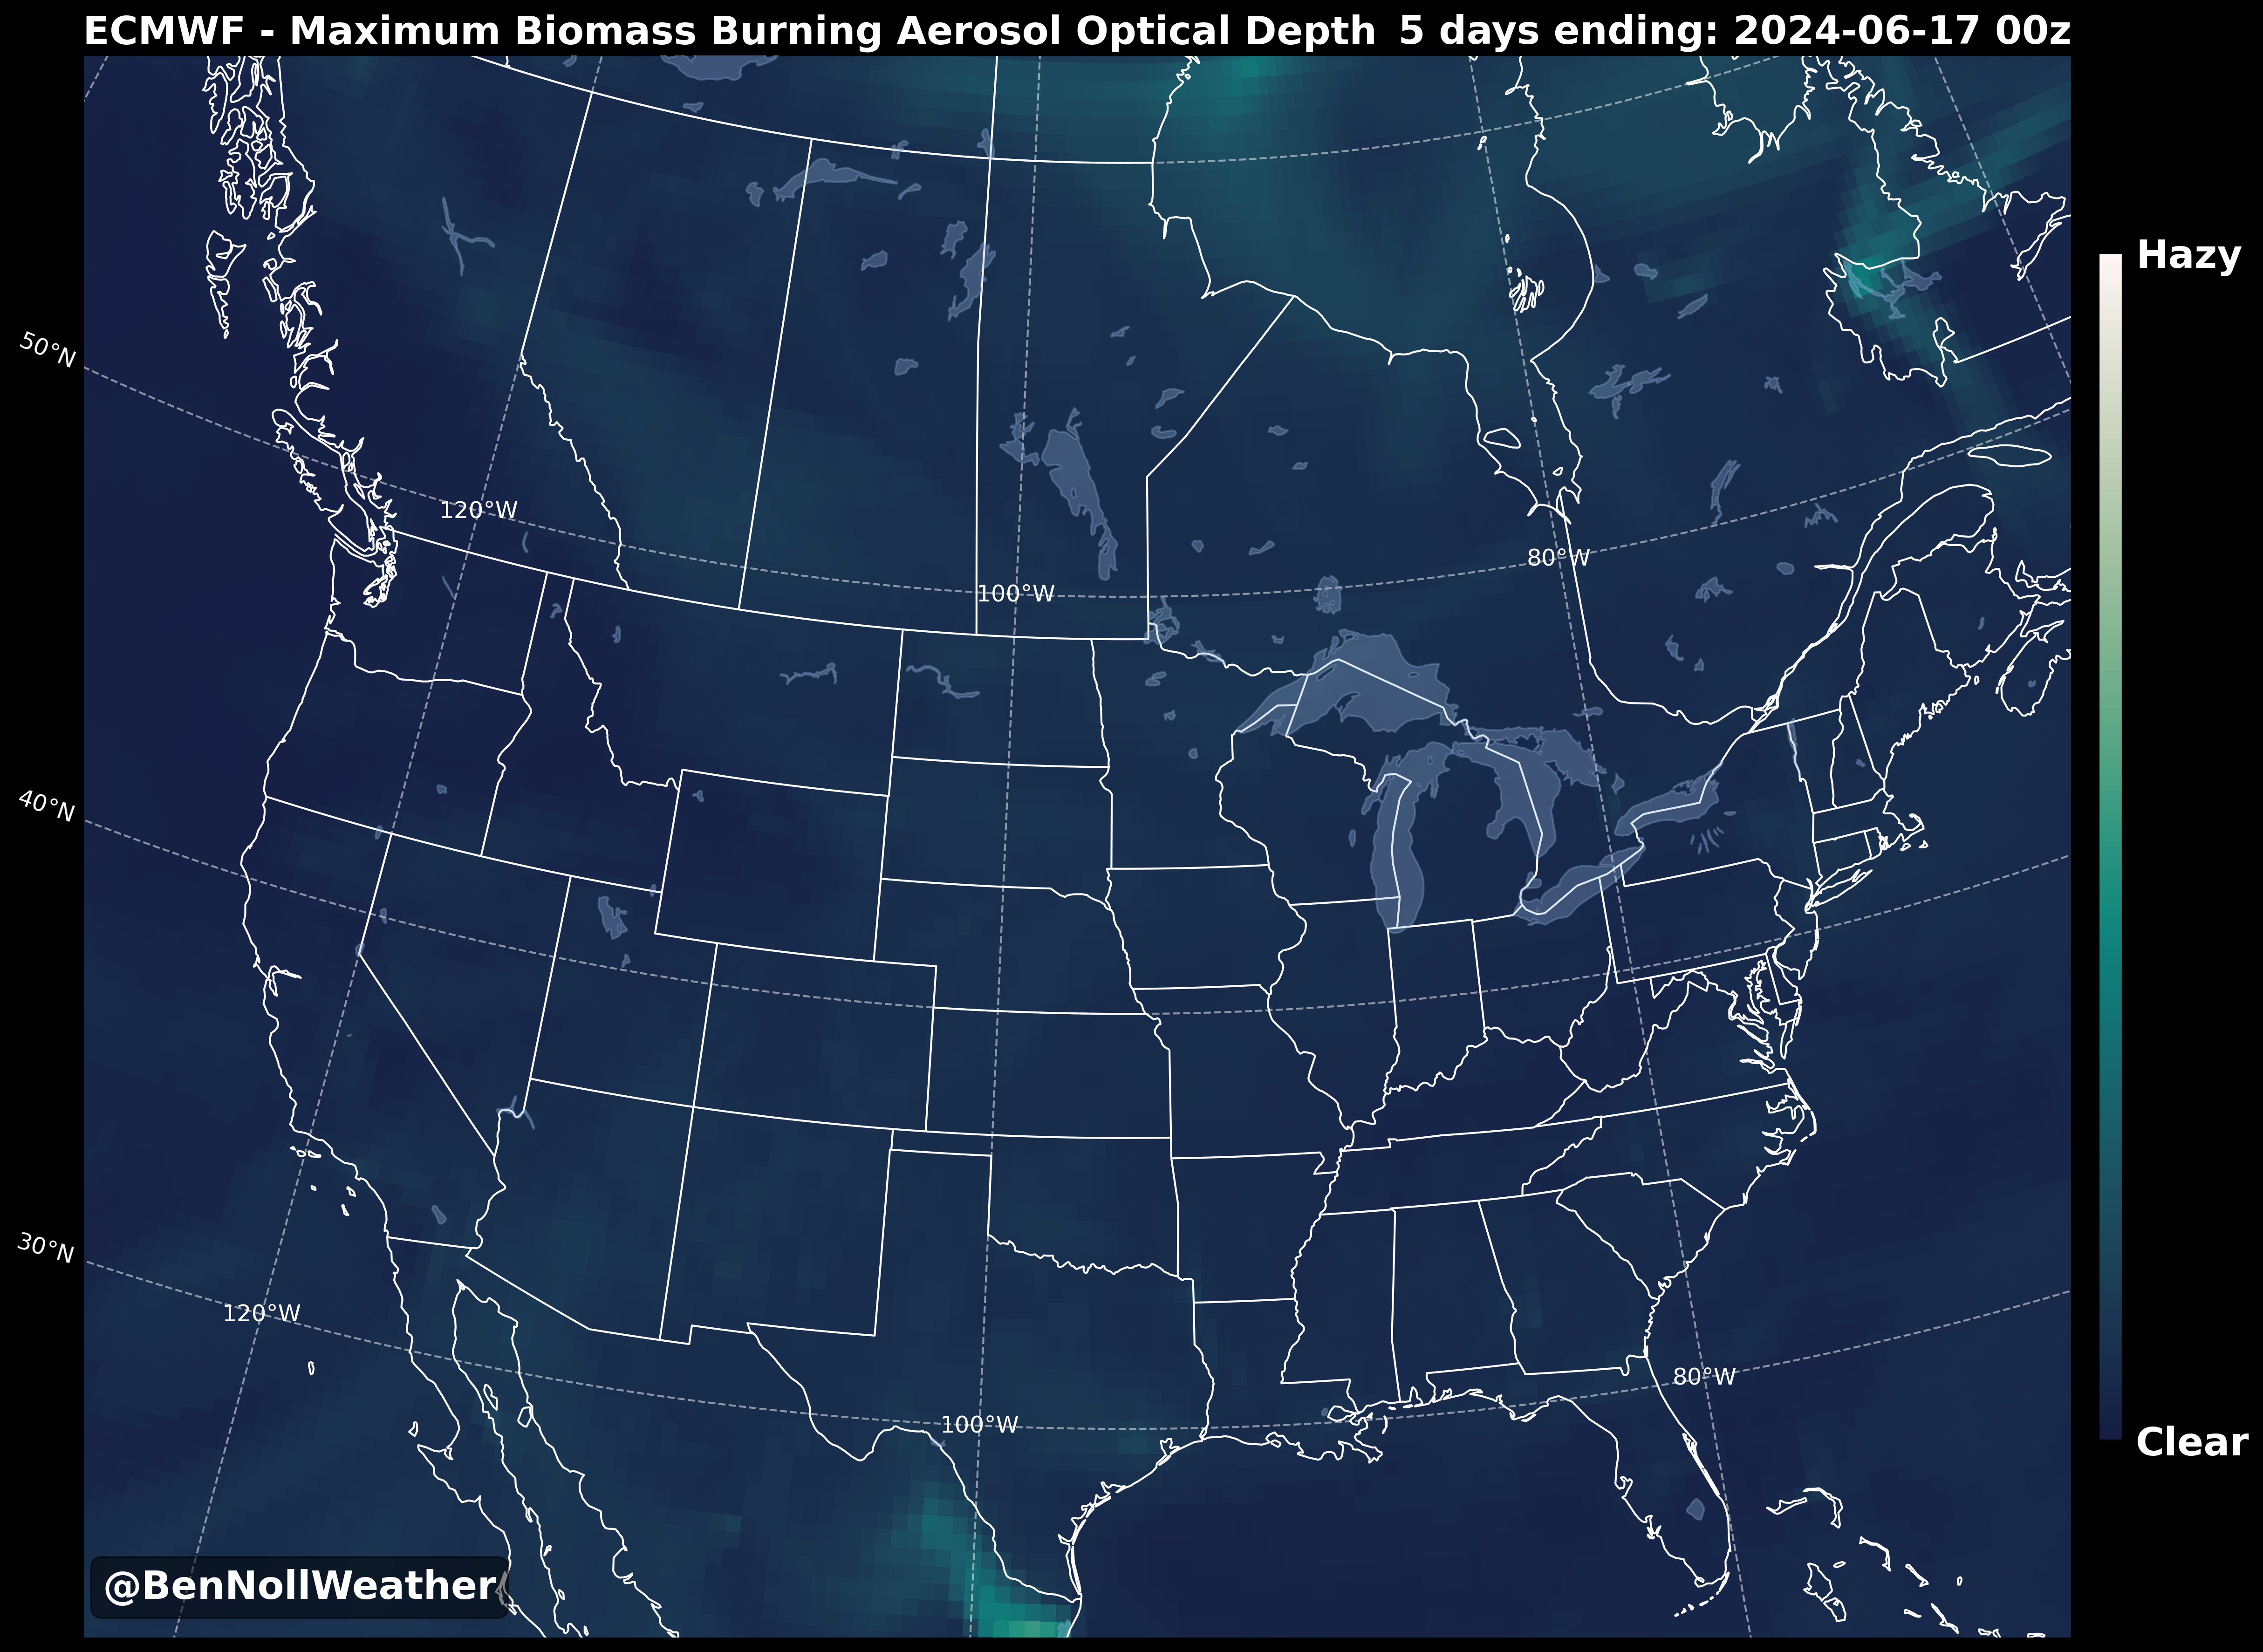 ECMWF - Maximum Biomass Burning Aerosol Optical Depth 5 days ending: 2024-06-17 00z
Hazy
50°N
120°W
80°W
100°W
40°N
30°N
120°W
80°W
100°W
Clear
@BenNollWeather